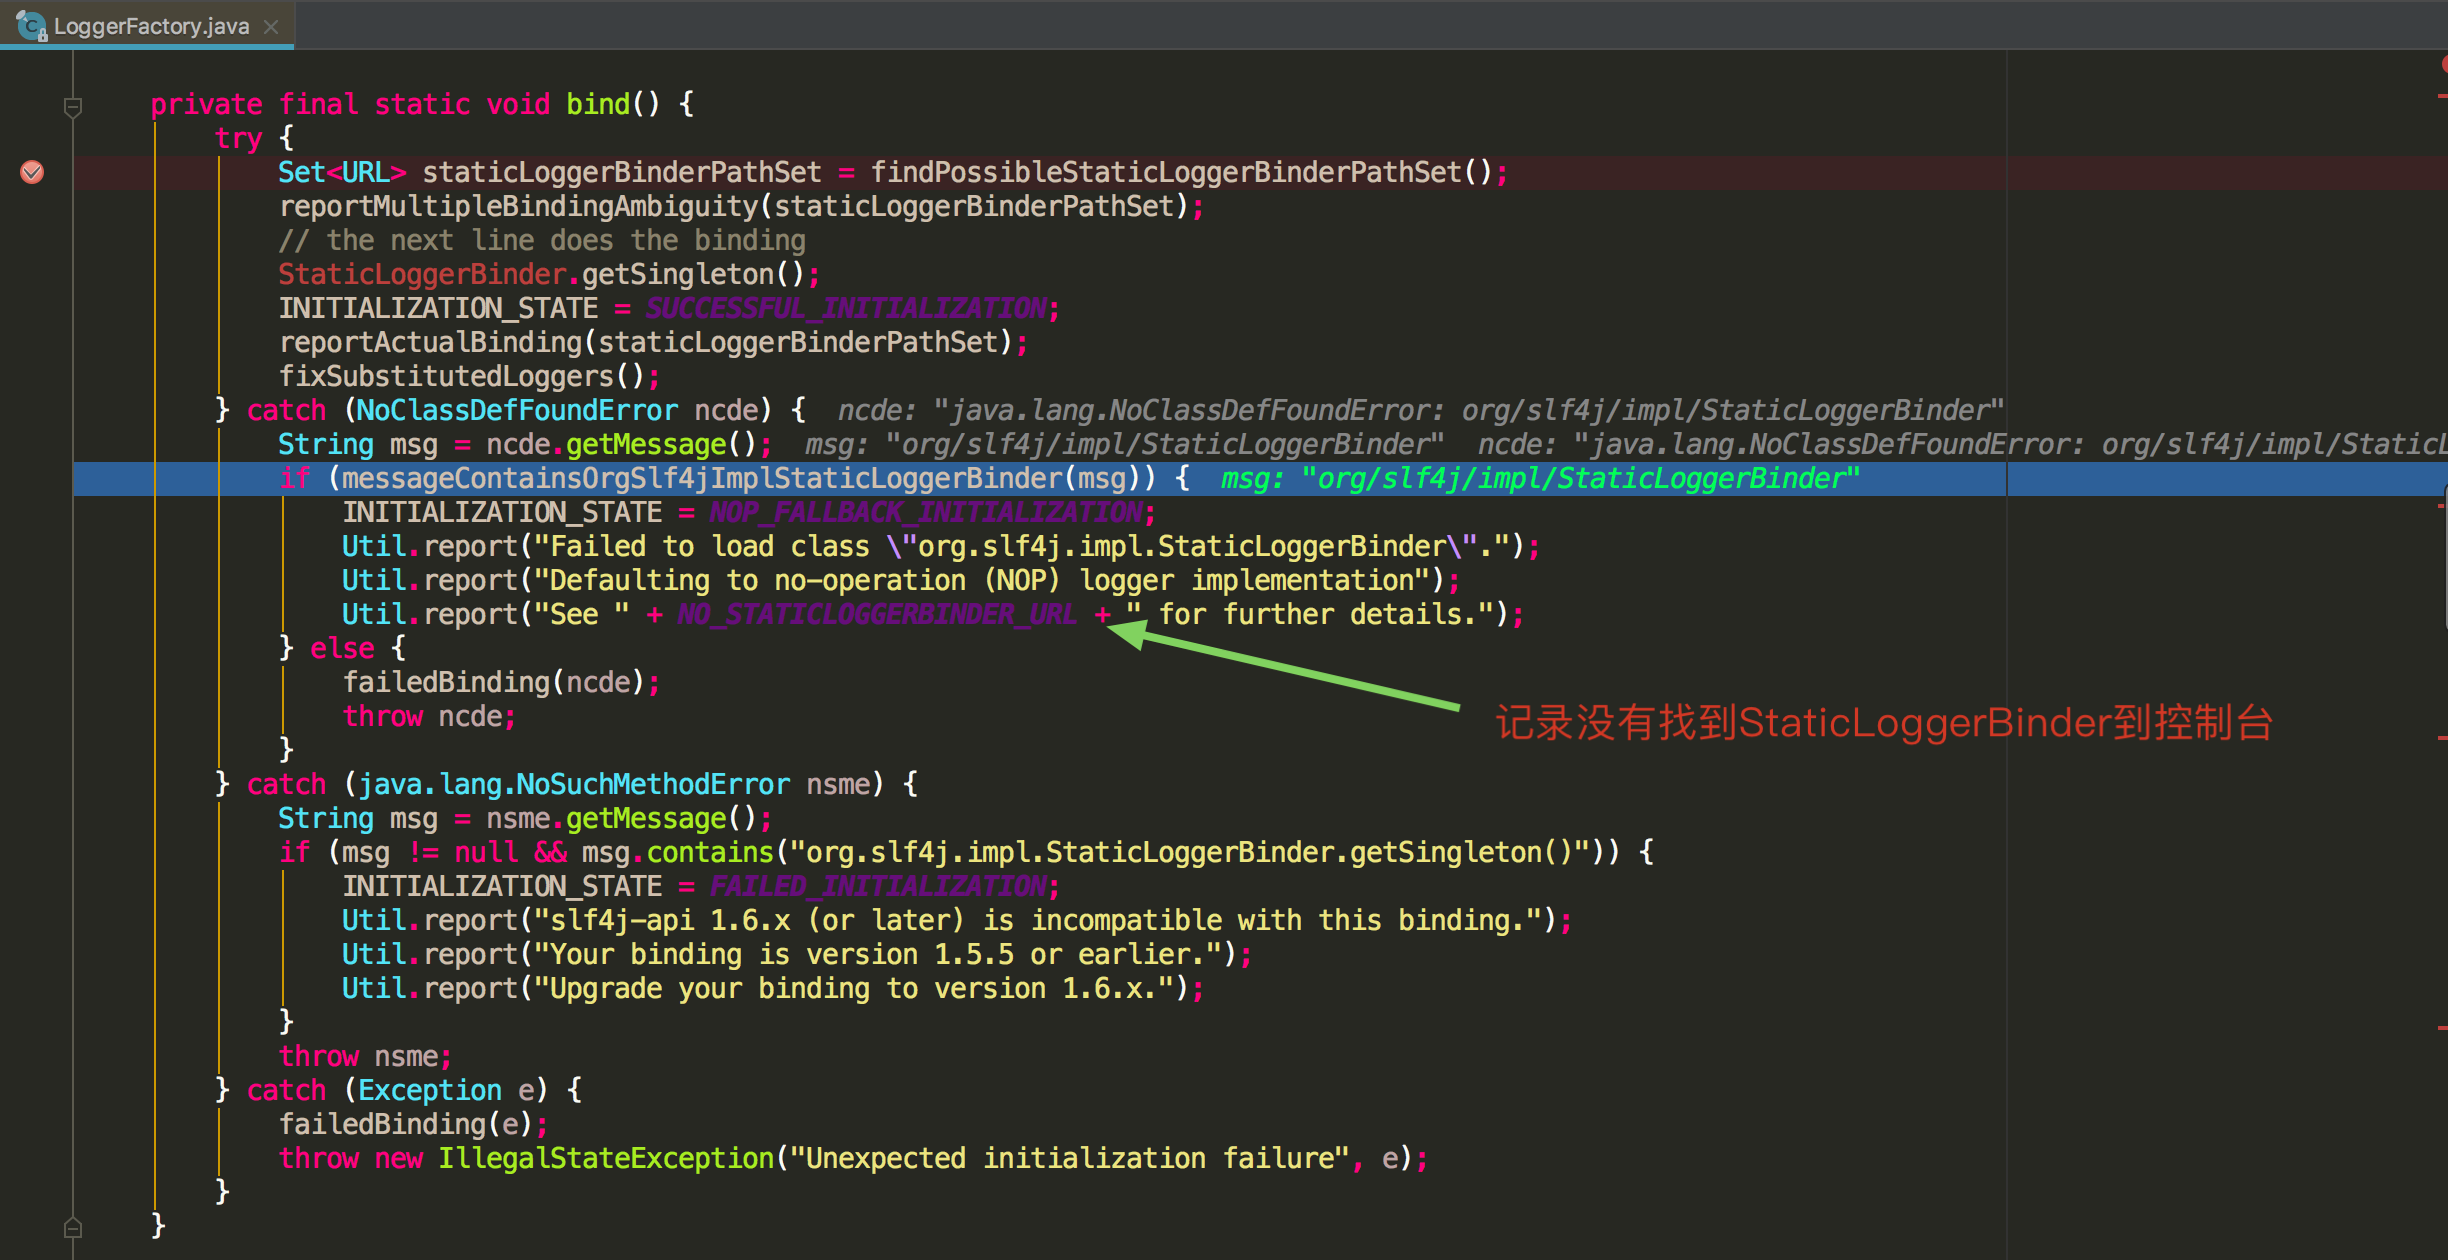 LoggerFactory.java
private final static void bind() {
try {
Set<URL> staticLoggerBinderPathSet = findPossibleStaticLoggerBinderPathSet();
reportMultipleBindingAmbiguity(staticLoggerBinderPathSet);
// the next line does the binding
StaticLoggerBinder.getSingleton();
INITIALIZATION_STATE = SUCCESSFUL_INITIALIZATION;
reportActualBinding(staticLoggerBinderPathSet);
fixSubstitutedLoggers();
} catch (NoClassDefFoundError ncde) { ncde: "java.lang.NoClassDefFoundError: org/slf4j/impl/StaticLoggerBinder"
String msg = ncde.getMessage(); msg: "org/slf4j/impl/StaticLoggerBinder" ncde: "java.lang.NoClassDefFoundError: org/slf4j/impl/StaticL
if (messageContainsOrgSlf4jImplStaticLoggerBinder(msg)) { msg: "org/slf4j/impl/StaticLoggerBinder"
INITIALIZATION_STATE = NOP_FALLBACK_INITIALIZATION;
Util.report("Failed to load class \"org.slf4j.impl.StaticLoggerBinder\".");
Util.report("Defaulting to no-operation (NOP) logger implementation");
Util.report("See " + NO_STATICLOGGERBINDER_URL + " for further details.");
} else {
failedBinding(ncde);
throw ncde;
记录没有找到StaticLoggerBinder到控制台
}
} catch (java.lang.NoSuchMethodError nsme) {
String msg = nsme.getMessage();
if (msg != null && msg.contains("org.slf4j.impl.StaticLoggerBinder.getSingleton()")) {
INITIALIZATION_STATE = FAILED_INITIALIZATION;
Util.report("slf4j-api 1.6.x (or later) is incompatible with this binding.");
Util.report("Your binding is version 1.5.5 or earlier.");
Util.report("Upgrade your binding to version 1.6.x.");
}
throw nsme;
} catch (Exception e) {
failedBinding(e);
throw new IllegalStateException("Unexpected initialization failure", e);
}
}